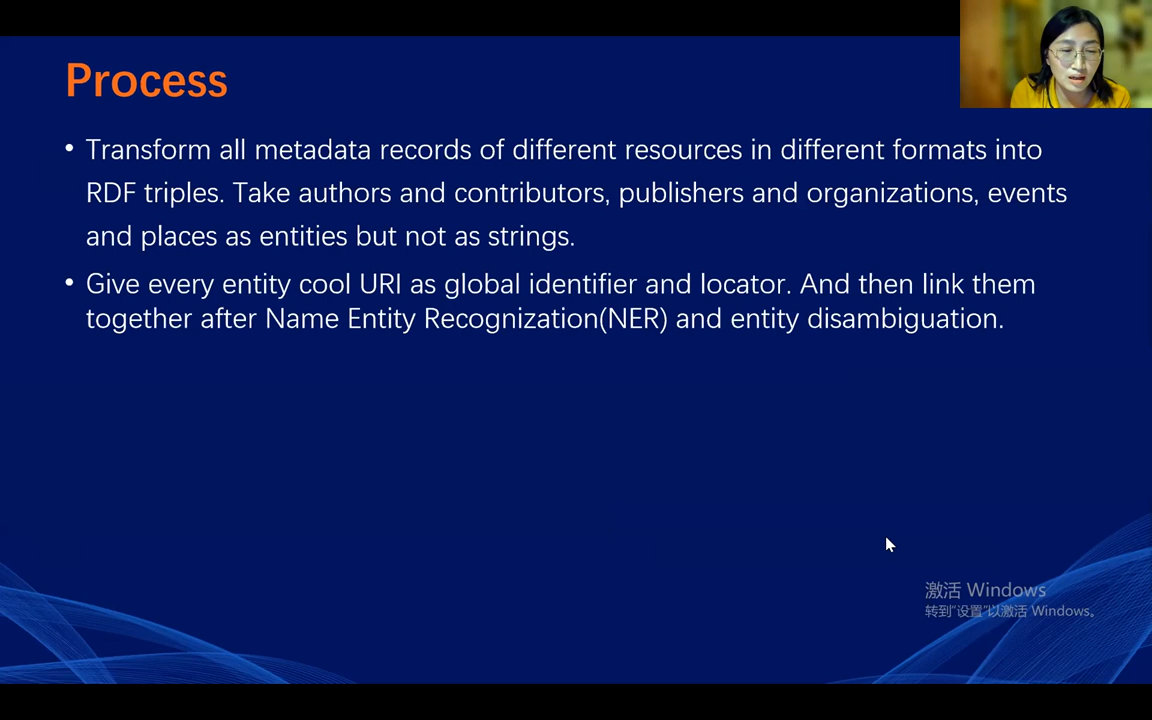 Process
• Transform all metadata records of different resources in different formats into
RDF triples. Take authors and contributors, publishers and organizations, events
and places as entities but not as strings.
• Give every entity cool URI as global identifier and locator. And then link them
together after Name Entity Recognization(NER) and entity disambiguation.
激活 Windows
转到"设置"以激活 Windows。